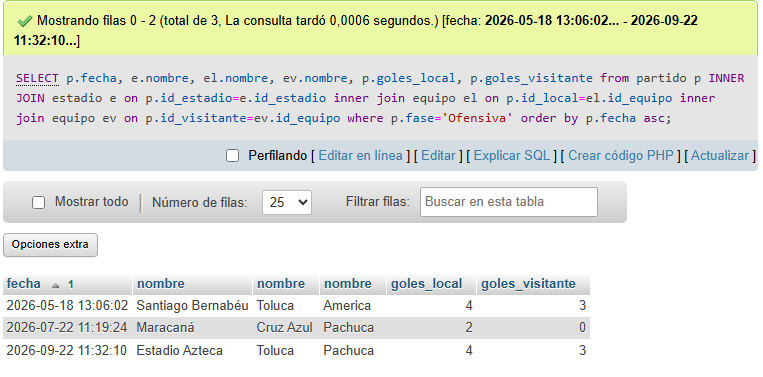 Mostrando filas 0 - 2 (total de 3, La consulta tardó 0,0006 segundos.) [fecha: 2026-05-18 13:06:02... - 2026-09-22
11:32:10...]
SELECT p.fecha, e.nombre, el.nombre, ev.nombre, p.goles_local, p.goles_visitante from partido p INNER
JOIN estadio e on p.id_estadio=e.id_estadio inner join equipo el on p.id_local=el.id_equipo inner
join equipo ev on p.id_visitante=ev.id_equipo where p.fase='Ofensiva' order by p.fecha asc;
Perfilando [ Editar en línea ] [ Editar ] [ Explicar SQL ] [ Crear código PHP ] [ Actualizar ]
Mostrar todo Número de filas: 25 Filtrar filas: Buscar en esta tabla
Opciones extra
fecha 1 nombre nombre nombre goles_local goles_visitante
2026-05-18 13:06:02 Santiago Bernabéu Toluca America 4 3
2026-07-22 11:19:24 Maracaná Cruz Azul Pachuca 2 0
2026-09-22 11:32:10 Estadio Azteca Toluca Pachuca 4 3